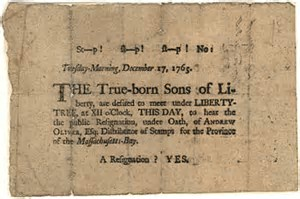 St—p! St—p! St—p! No:
Tuesday-Morning, December 17, 1765.
THE True-born Sons of Li-
berty, are desired to meet under LIBERTY-
TREE, at XII o'Clock, THIS DAY, to hear the
the public Resignation, under Oath, of ANDREW
OLIVER, Esq; Distributor of Stamps for the Province
of the Massachusetts-Bay.
A Resignation? YES.